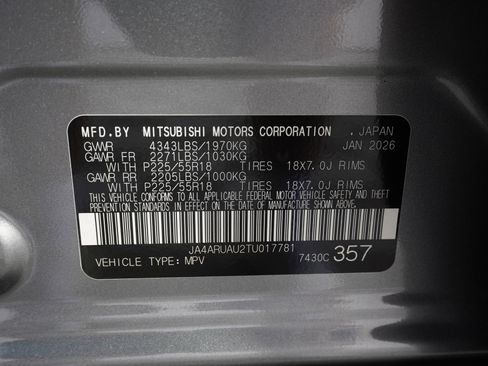 MFD.BY MITSUBISHI MOTORS CORPORATION . JAPAN
GVWR 4343LBS/1970KG JAN 2026
GAWR FR 2271LBS/1030KG
WITH P225/55R18 TIRES 18X7.0J RIMS
GAWR RR 2205LBS/1000KG
WITH P225/55R18 TIRES 18X7.0J RIMS
THIS VEHICLE CONFORMS TO ALL APPLICABLE
FEDERAL MOTOR VEHICLE SAFETY AND THEFT
PREVENTION STANDARDS IN EFFECT ON THE DATE
OF MANUFACTURE SHOWN ABOVE.
JA4ARUAU2TU017781
VEHICLE TYPE: MPV 7430C 357